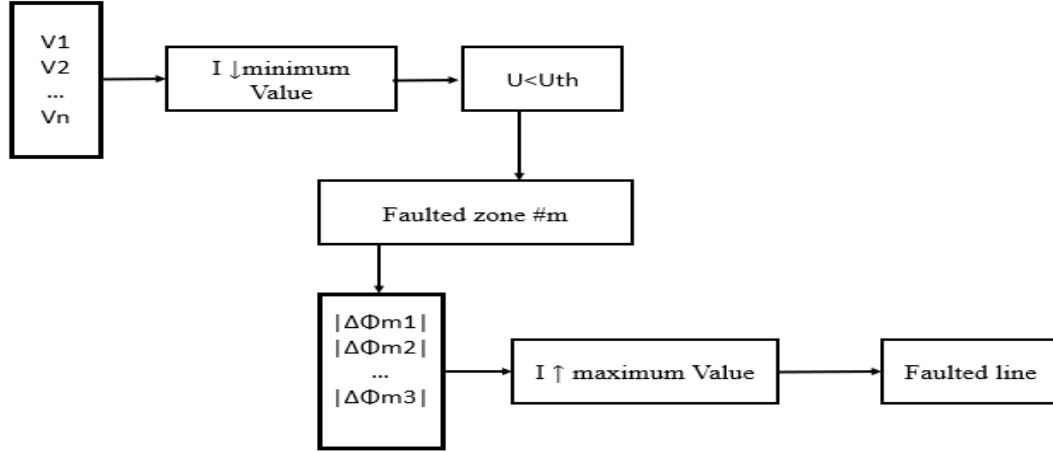 V1
V2
...
Vn
I ↓minimum
Value
U<Uth
Faulted zone #m
|ΔΦm1|
|ΔΦm2|
...
|ΔΦm3|
I ↑ maximum Value
Faulted line